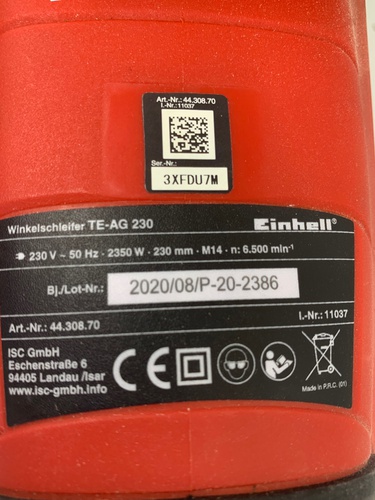 Art.-Nr.: 44.308.70
I.-Nr.: 11037
Ser.-Nr.:
3XFDU7M
Winkelschleifer TE-AG 230
Einhell®
230 V ~ 50 Hz · 2350 W · 230 mm · M14 · n: 6.500 min⁻¹
Bj./Lot-Nr.: 2020/08/P-20-2386
Art.-Nr.: 44.308.70
I.-Nr.: 11037
ISC GmbH
Eschenstraße 6
94405 Landau /Isar
www.isc-gmbh.info
CE
Made in P.R.C. (01)